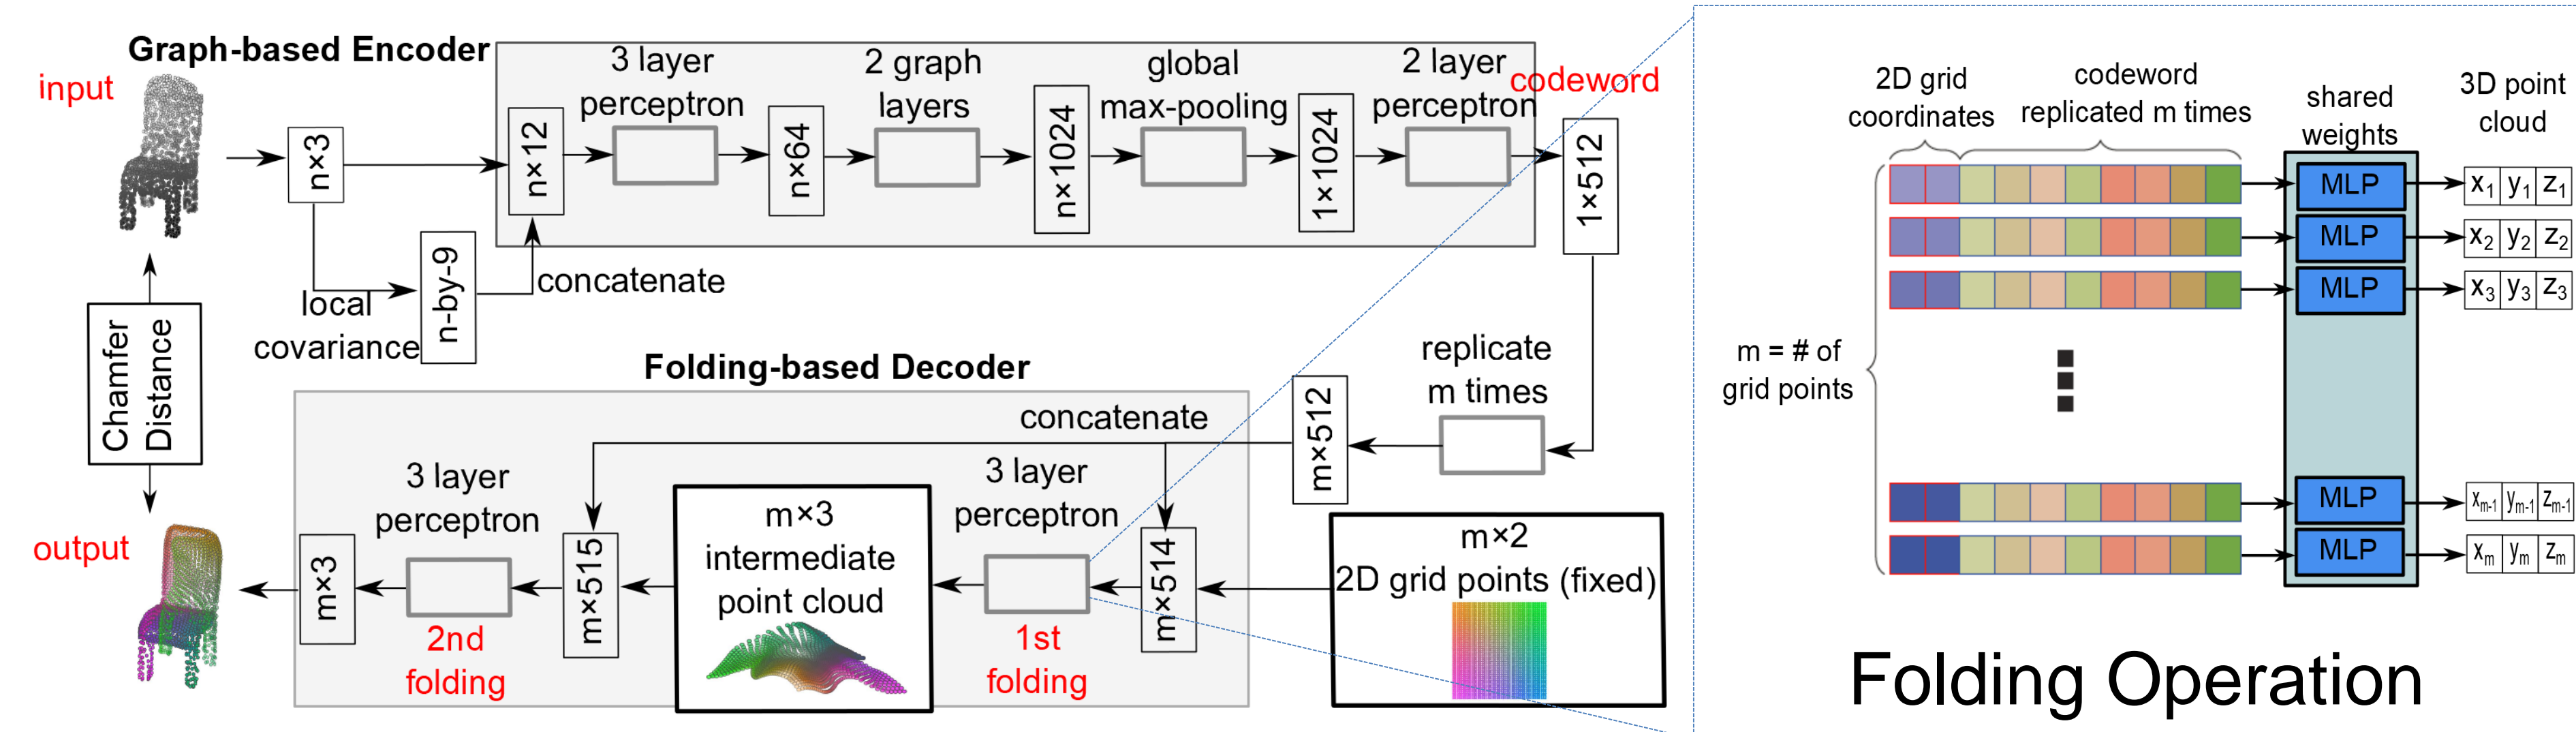 Graph-based Encoder
input
n×3
local
covariance
n-by-9
concatenate
n×12
3 layer
perceptron
n×64
2 graph
layers
n×1024
global
max-pooling
1×1024
2 layer
perceptron
codeword
1×512
replicate
m times
m×512
Folding-based Decoder
concatenate
m×2
2D grid points (fixed)
m×514
3 layer
perceptron
1st
folding
m×3
intermediate
point cloud
m×515
3 layer
perceptron
2nd
folding
m×3
output
Chamfer
Distance
2D grid
coordinates
codeword
replicated m times
shared
weights
3D point
cloud
m = # of
grid points
MLP
x1 y1 z1
MLP
x2 y2 z2
MLP
x3 y3 z3
MLP
xm-1 ym-1 zm-1
MLP
xm ym zm
Folding Operation